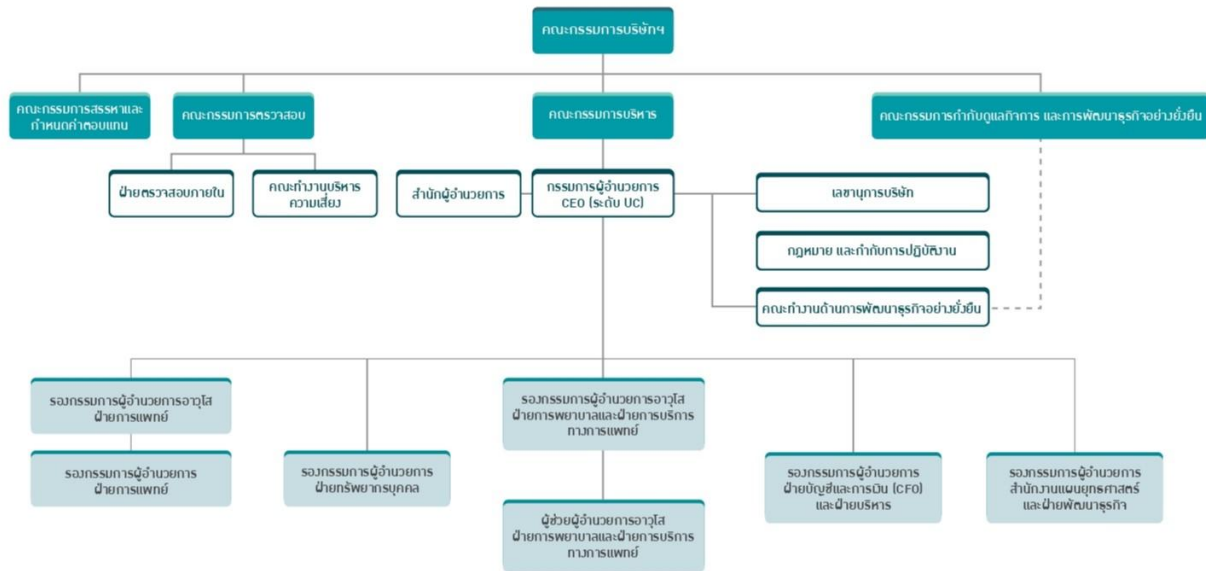 คณะกรรมการบริษัทฯ
คณะกรรมการสรรหาและ
กำหนดค่าตอบแทน
คณะกรรมการตรวจสอบ
คณะกรรมการบริหาร
คณะกรรมการกำกับดูแลกิจการ และการพัฒนาธุรกิจอย่างยั่งยืน
ฝ่ายตรวจสอบภายใน
คณะทำงานบริหาร
ความเสี่ยง
สำนักผู้อำนวยการ
กรรมการผู้อำนวยการ
CEO (ระดับ UC)
เลขานุการบริษัท
กฎหมาย และกำกับการปฏิบัติงาน
คณะทำงานด้านการพัฒนาธุรกิจอย่างยั่งยืน
รองกรรมการผู้อำนวยการอาวุโส
ฝ่ายการแพทย์
รองกรรมการผู้อำนวยการ
ฝ่ายการแพทย์
รองกรรมการผู้อำนวยการ
ฝ่ายทรัพยากรบุคคล
รองกรรมการผู้อำนวยการอาวุโส
ฝ่ายการพยาบาลและฝ่ายการบริการ
ทางการแพทย์
ผู้ช่วยผู้อำนวยการอาวุโส
ฝ่ายการพยาบาลและฝ่ายการบริการ
ทางการแพทย์
รองกรรมการผู้อำนวยการ
ฝ่ายบัญชีและการเงิน (CFO)
และฝ่ายบริหาร
รองกรรมการผู้อำนวยการ
สำนักงานแผนยุทธศาสตร์
และฝ่ายพัฒนาธุรกิจ